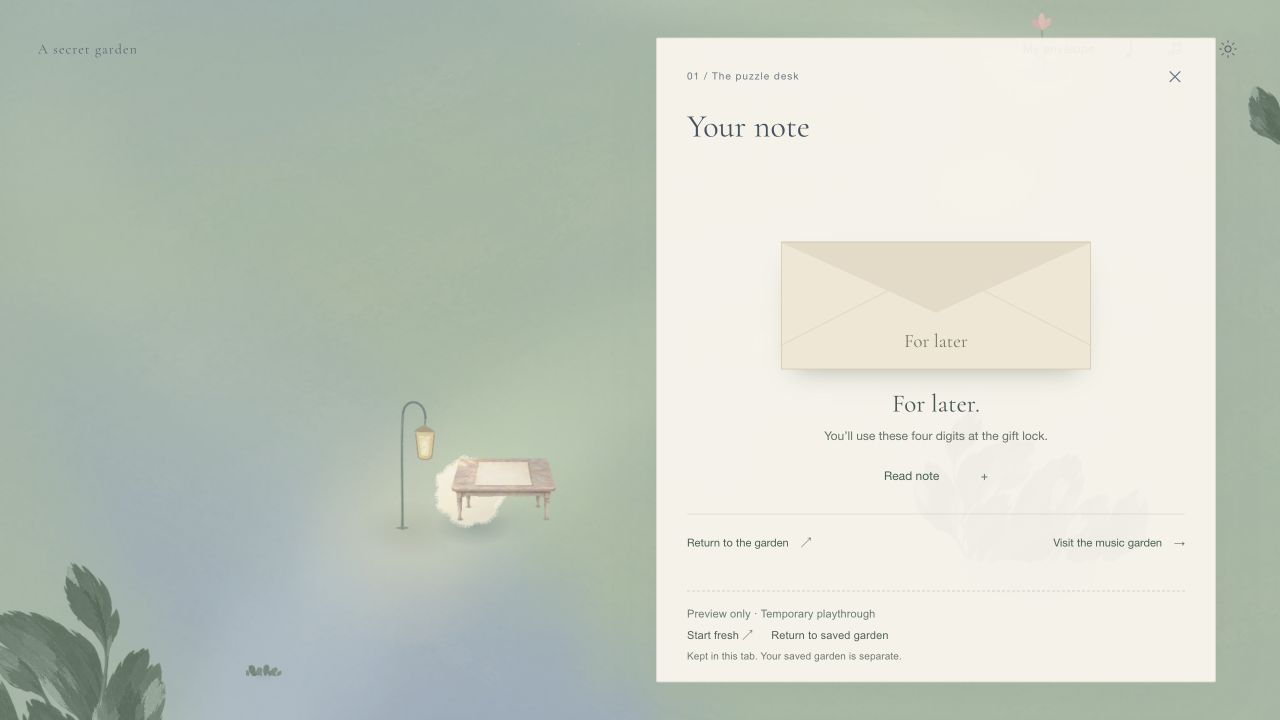 A secret garden
My envelope
01 / The puzzle desk
Your note
For later
For later.
You'll use these four digits at the gift lock.
Read note +
Return to the garden ↗
Visit the music garden →
Preview only · Temporary playthrough
Start fresh ↗ Return to saved garden
Kept in this tab. Your saved garden is separate.